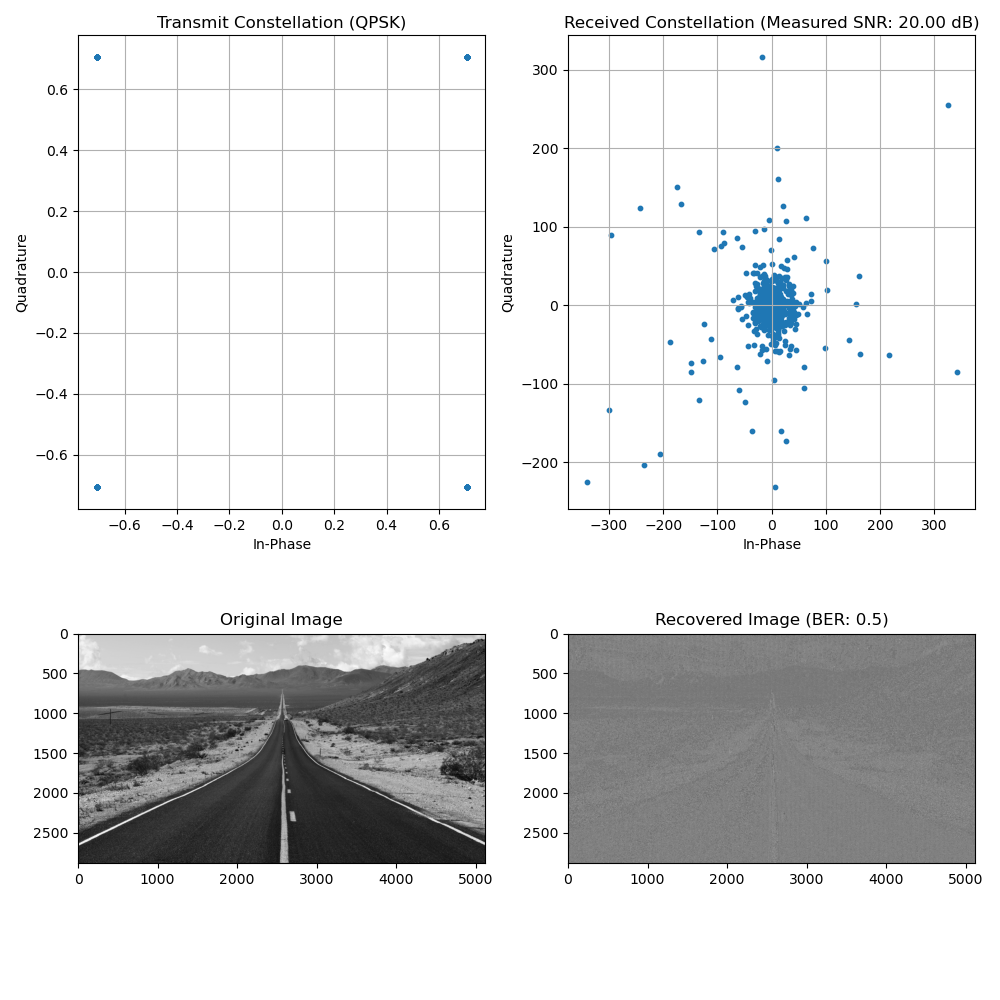 Transmit Constellation (QPSK)
0.6
0.4
0.2
0.0
−0.2
−0.4
−0.6
Quadrature
−0.6 −0.4 −0.2 0.0 0.2 0.4 0.6
In-Phase
Received Constellation (Measured SNR: 20.00 dB)
300
200
100
0
−100
−200
Quadrature
−300 −200 −100 0 100 200 300
In-Phase
Original Image
0
500
1000
1500
2000
2500
0 1000 2000 3000 4000 5000
Recovered Image (BER: 0.5)
0
500
1000
1500
2000
2500
0 1000 2000 3000 4000 5000